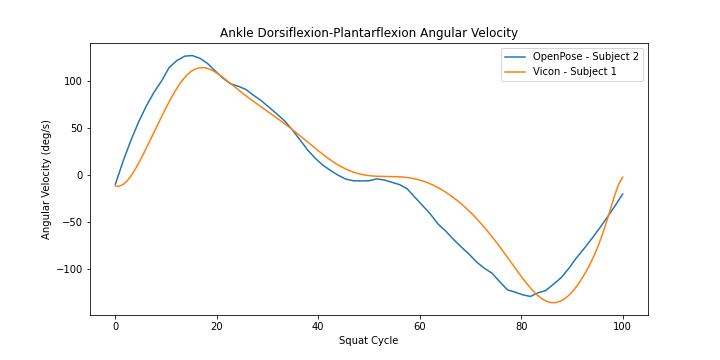 Ankle Dorsiflexion-Plantarflexion Angular Velocity
OpenPose - Subject 2
Vicon - Subject 1
Angular Velocity (deg/s)
100
50
0
−50
−100
0 20 40 60 80 100
Squat Cycle